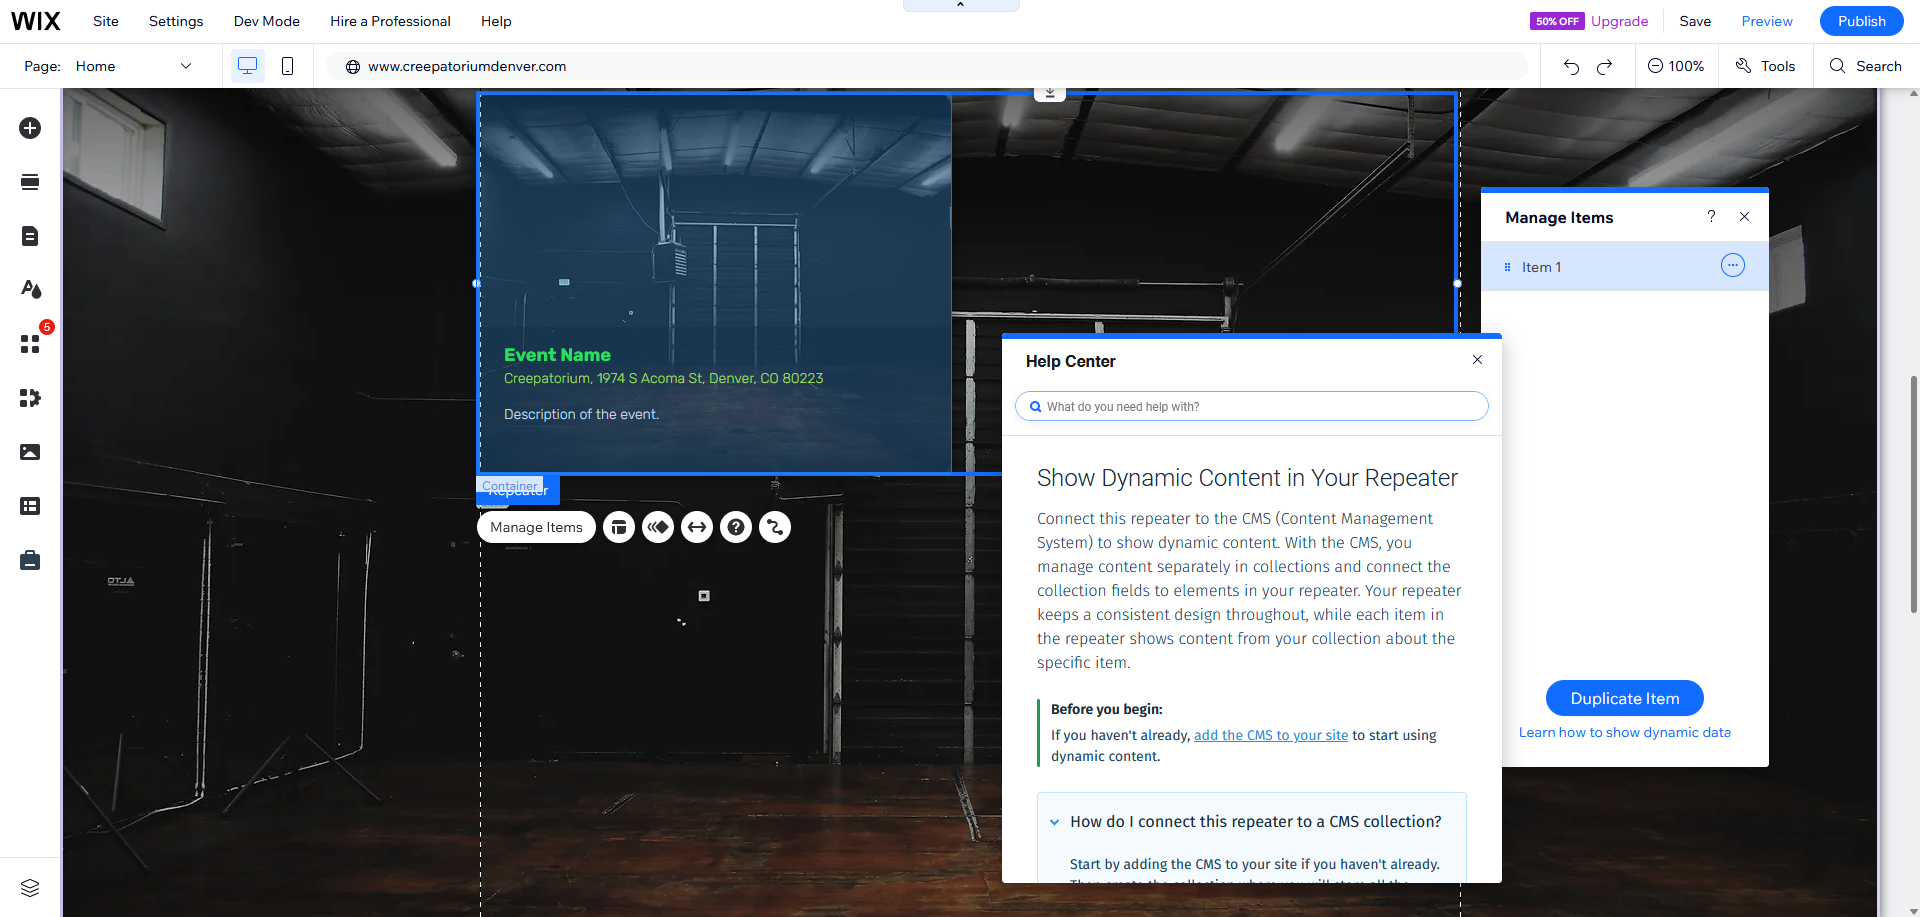 WIX Site Settings Dev Mode Hire a Professional Help 50% OFF Upgrade Save Preview Publish
Page: Home www.creepatoriumdenver.com 100% Tools Search
5
Event Name
Creepatorium, 1974 S Acoma St, Denver, CO 80223
Description of the event.
Container
Repeater
Manage Items
Manage Items ?
Item 1
Duplicate Item
Learn how to show dynamic data
Help Center
What do you need help with?
Show Dynamic Content in Your Repeater
Connect this repeater to the CMS (Content Management
System) to show dynamic content. With the CMS, you
manage content separately in collections and connect the
collection fields to elements in your repeater. Your repeater
keeps a consistent design throughout, while each item in
the repeater shows content from your collection about the
specific item.
Before you begin:
If you haven't already, add the CMS to your site to start using
dynamic content.
How do I connect this repeater to a CMS collection?
Start by adding the CMS to your site if you haven't already.